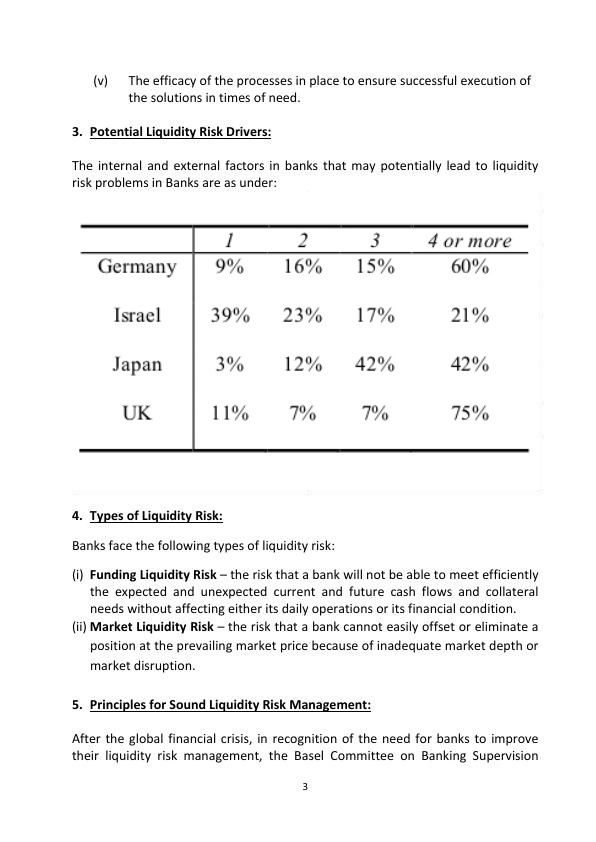 (v) The efficacy of the processes in place to ensure successful execution of
the solutions in times of need.
3. Potential Liquidity Risk Drivers:
The internal and external factors in banks that may potentially lead to liquidity
risk problems in Banks are as under:
1 2 3 4 or more
Germany 9% 16% 15% 60%
Israel 39% 23% 17% 21%
Japan 3% 12% 42% 42%
UK 11% 7% 7% 75%
4. Types of Liquidity Risk:
Banks face the following types of liquidity risk:
(i) Funding Liquidity Risk – the risk that a bank will not be able to meet efficiently
the expected and unexpected current and future cash flows and collateral
needs without affecting either its daily operations or its financial condition.
(ii) Market Liquidity Risk – the risk that a bank cannot easily offset or eliminate a
position at the prevailing market price because of inadequate market depth or
market disruption.
5. Principles for Sound Liquidity Risk Management:
After the global financial crisis, in recognition of the need for banks to improve
their liquidity risk management, the Basel Committee on Banking Supervision
3